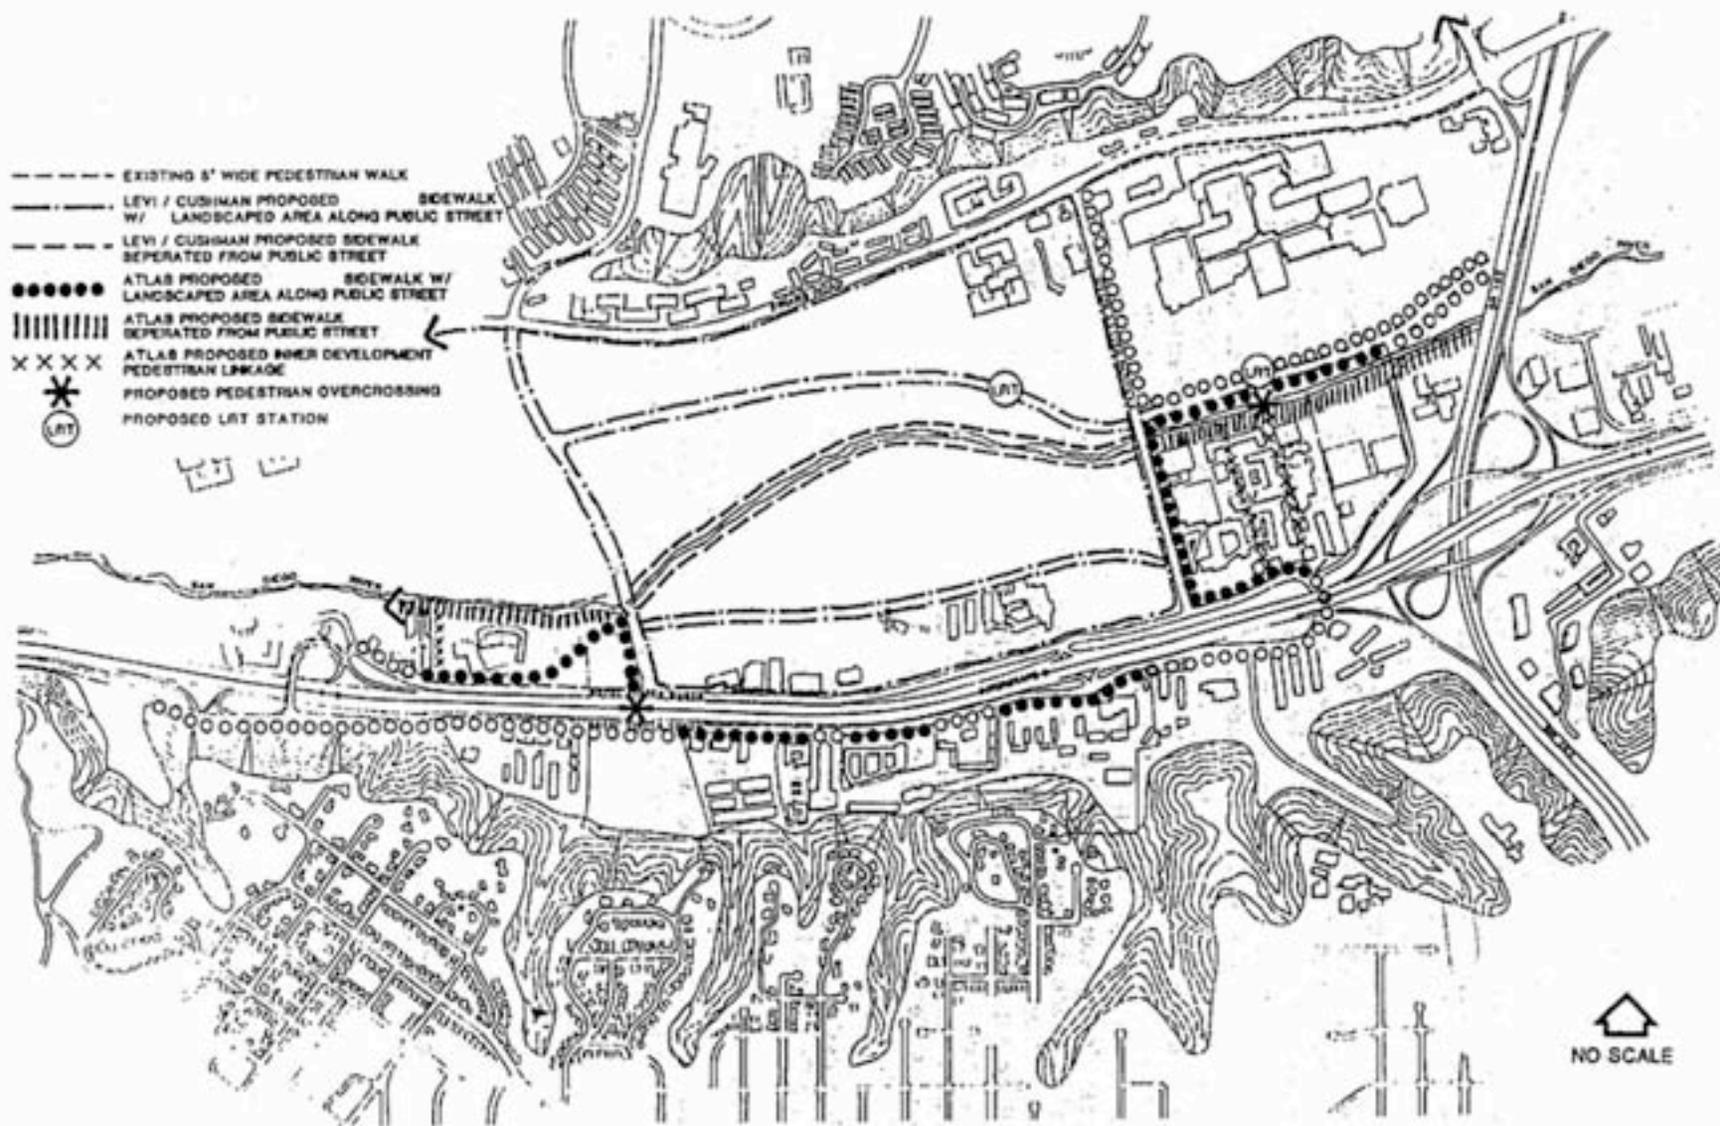 EXISTING 5' WIDE PEDESTRIAN WALK
LEVI / CUSHMAN PROPOSED SIDEWALK
W/ LANDSCAPED AREA ALONG PUBLIC STREET
LEVI / CUSHMAN PROPOSED SIDEWALK
SEPERATED FROM PUBLIC STREET
ATLAS PROPOSED SIDEWALK W/
LANDSCAPED AREA ALONG PUBLIC STREET
ATLAS PROPOSED SIDEWALK
SEPERATED FROM PUBLIC STREET
ATLAS PROPOSED INNER DEVELOPMENT
PEDESTRIAN LINKAGE
PROPOSED PEDESTRIAN OVERCROSSING
LRT
PROPOSED LRT STATION
LRT
LRT
SAN DIEGO RIVER
SAN DIEGO RIVER
NO SCALE